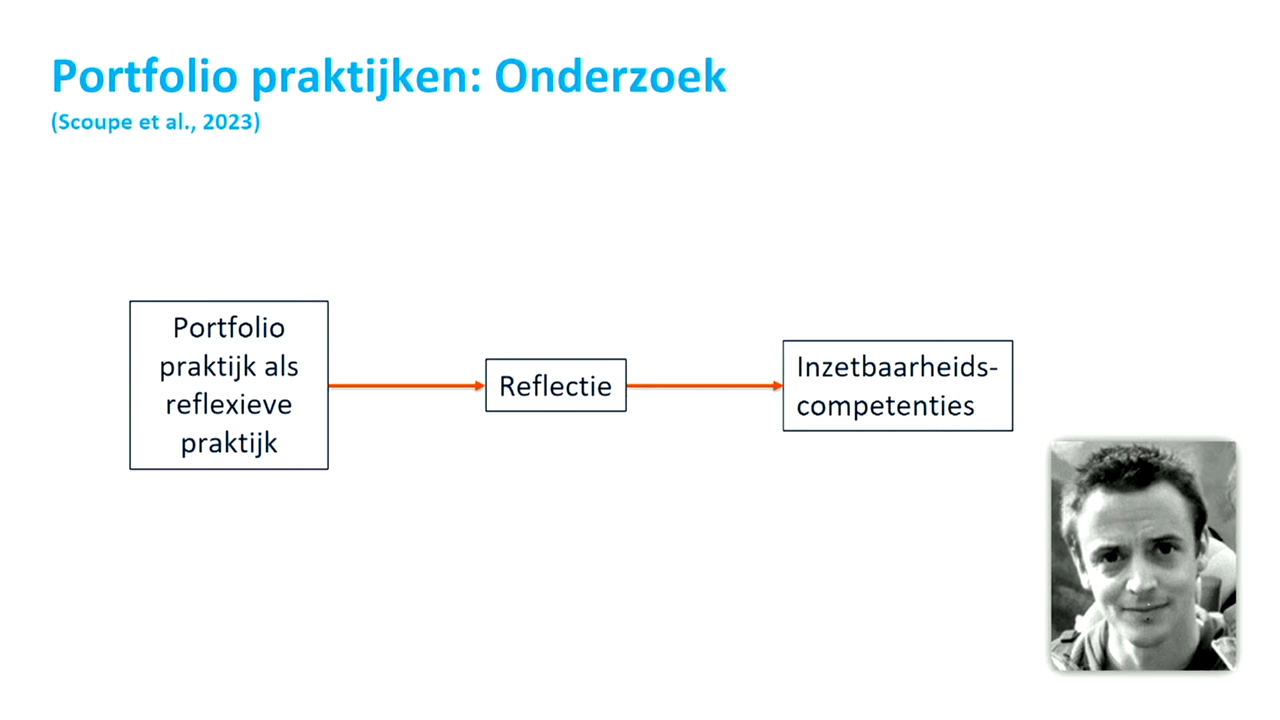 Portfolio praktijken: Onderzoek
(Scoupe et al., 2023)
Portfolio
praktijk als
reflexieve
praktijk
Reflectie
Inzetbaarheids-
competenties